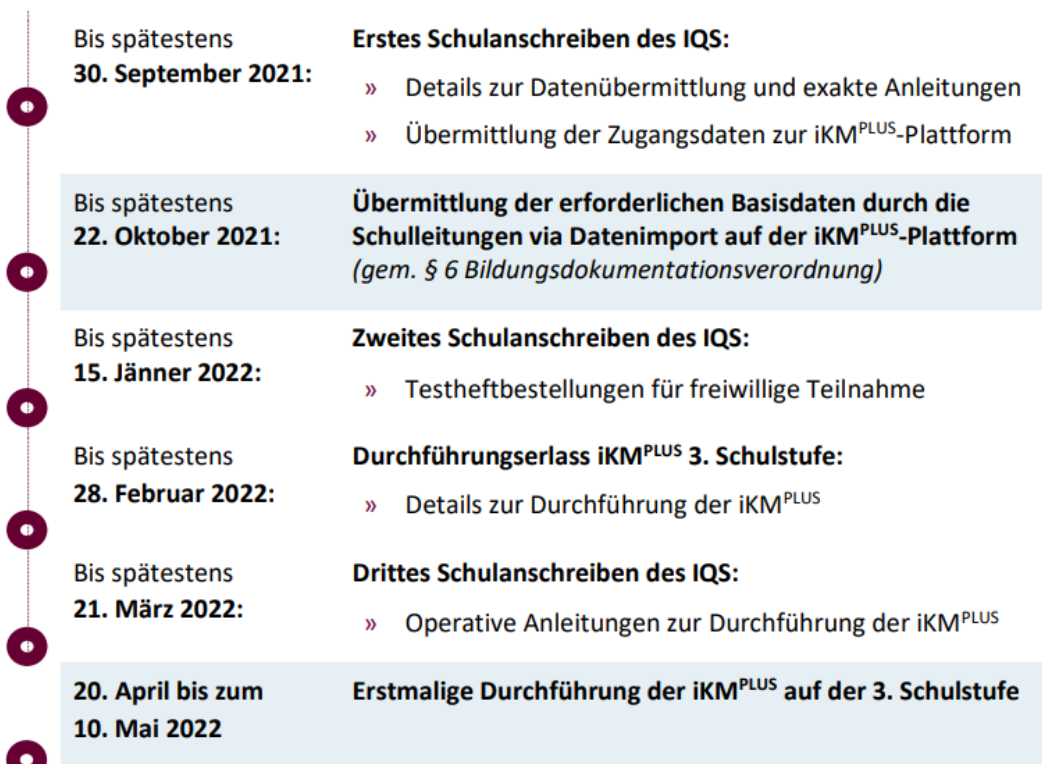 Bis spätestens
30. September 2021:
Erstes Schulanschreiben des IQS:
» Details zur Datenübermittlung und exakte Anleitungen
» Übermittlung der Zugangsdaten zur iKMPLUS-Plattform
Bis spätestens
22. Oktober 2021:
Übermittlung der erforderlichen Basisdaten durch die
Schulleitungen via Datenimport auf der iKMPLUS-Plattform
(gem. § 6 Bildungsdokumentationsverordnung)
Bis spätestens
15. Jänner 2022:
Zweites Schulanschreiben des IQS:
» Testheftbestellungen für freiwillige Teilnahme
Bis spätestens
28. Februar 2022:
Durchführungserlass iKMPLUS 3. Schulstufe:
» Details zur Durchführung der iKMPLUS
Bis spätestens
21. März 2022:
Drittes Schulanschreiben des IQS:
» Operative Anleitungen zur Durchführung der iKMPLUS
20. April bis zum
10. Mai 2022
Erstmalige Durchführung der iKMPLUS auf der 3. Schulstufe